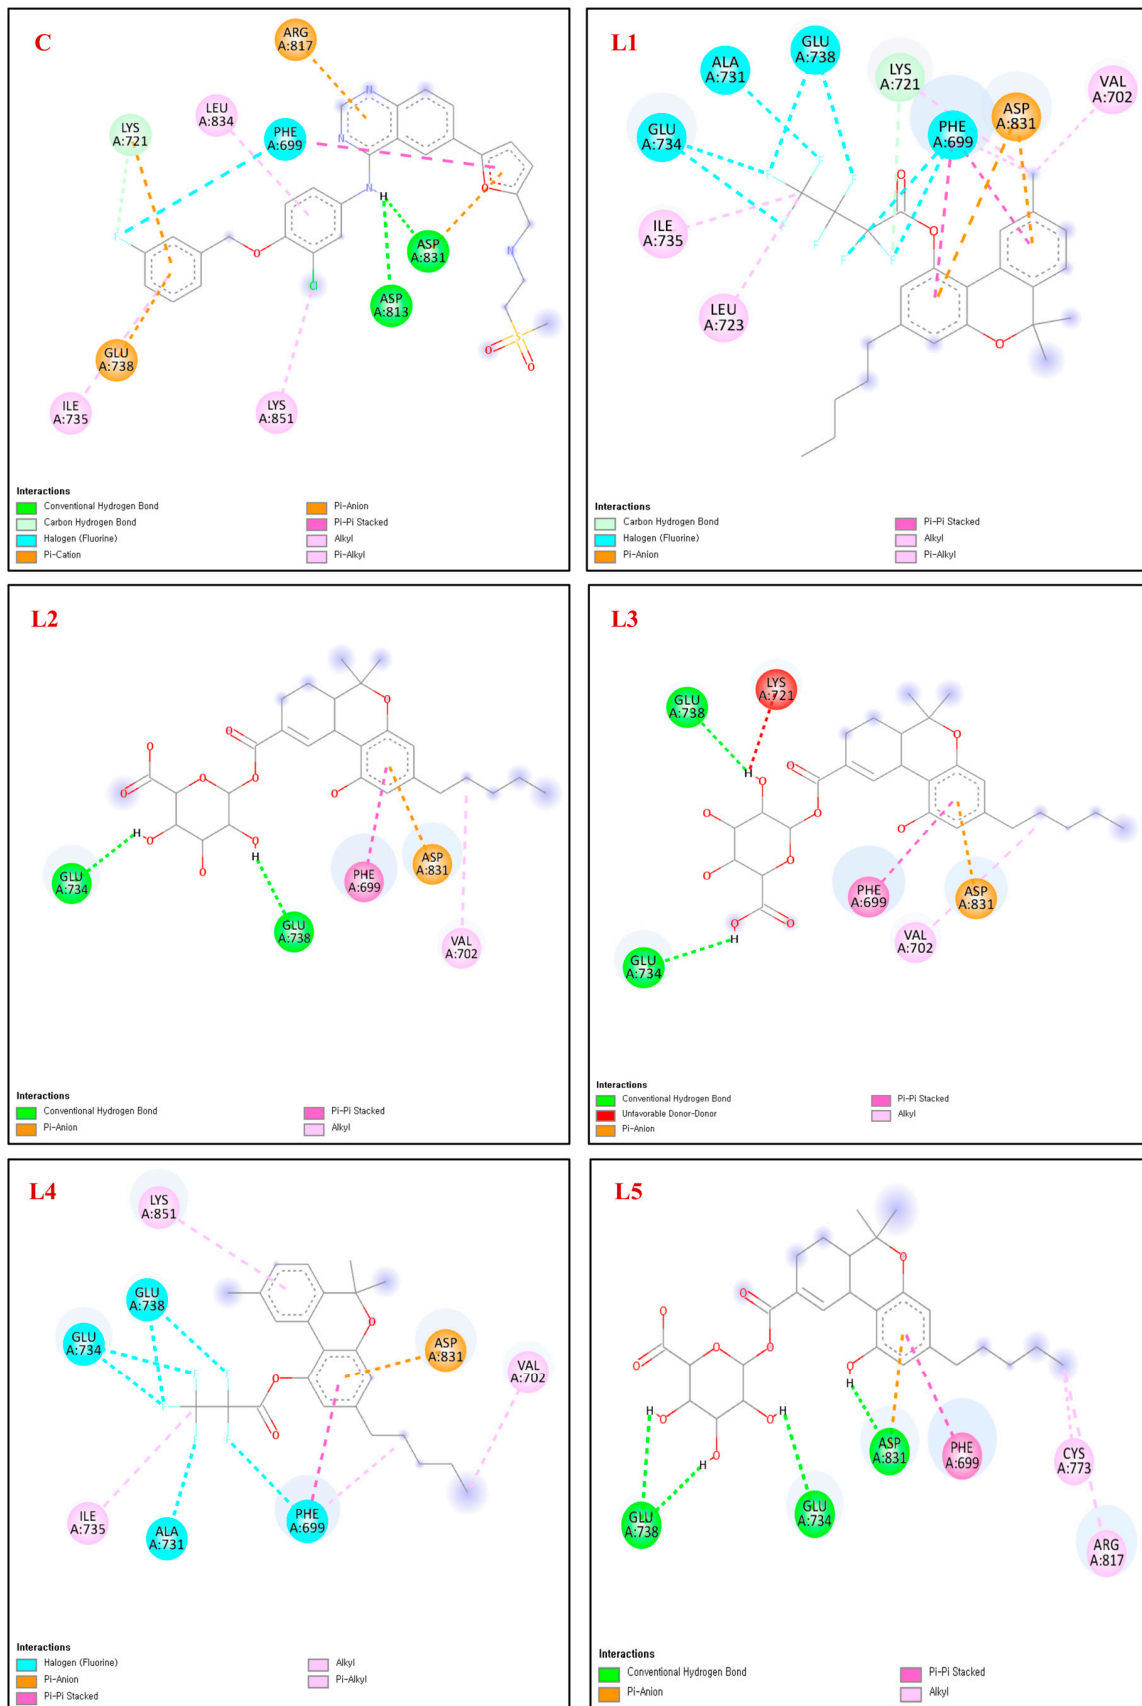 C
ARG
A:817
LEU
A:834
LYS
A:721
PHE
A:699
N
N
N
H
F
O
O
N
Cl
ASP
A:831
ASP
A:813
S
O
O
GLU
A:738
ILE
A:735
LYS
A:851
Interactions
Conventional Hydrogen Bond
Carbon Hydrogen Bond
Halogen (Fluorine)
Pi-Cation
Pi-Anion
Pi-Pi Stacked
Alkyl
Pi-Alkyl
L1
GLU
A:738
ALA
A:731
LYS
A:721
VAL
A:702
ASP
A:831
PHE
A:699
GLU
A:734
ILE
A:735
LEU
A:723
F
F
F
F
F
F
F
O
O
O
Interactions
Carbon Hydrogen Bond
Halogen (Fluorine)
Pi-Anion
Pi-Pi Stacked
Alkyl
Pi-Alkyl
L2
O
O
O
O
O
O
O
H
O
O
H
O
GLU
A:734
GLU
A:738
PHE
A:699
ASP
A:831
VAL
A:702
Interactions
Conventional Hydrogen Bond
Pi-Anion
Pi-Pi Stacked
Alkyl
L3
LYS
A:721
GLU
A:738
H
O
O
O
O
O
O
O
O
O
O
H
PHE
A:699
ASP
A:831
VAL
A:702
GLU
A:734
Interactions
Conventional Hydrogen Bond
Unfavorable Donor-Donor
Pi-Anion
Pi-Pi Stacked
Alkyl
L4
LYS
A:851
GLU
A:738
GLU
A:734
ASP
A:831
VAL
A:702
O
O
O
F
F
F
F
F
ILE
A:735
ALA
A:731
PHE
A:699
Interactions
Halogen (Fluorine)
Pi-Anion
Pi-Pi Stacked
Alkyl
Pi-Alkyl
L5
O
O
O
O
O
O
O
H
H
O
H
O
H
O
ASP
A:831
PHE
A:699
CYS
A:773
GLU
A:738
GLU
A:734
ARG
A:817
Interactions
Conventional Hydrogen Bond
Pi-Anion
Pi-Pi Stacked
Alkyl